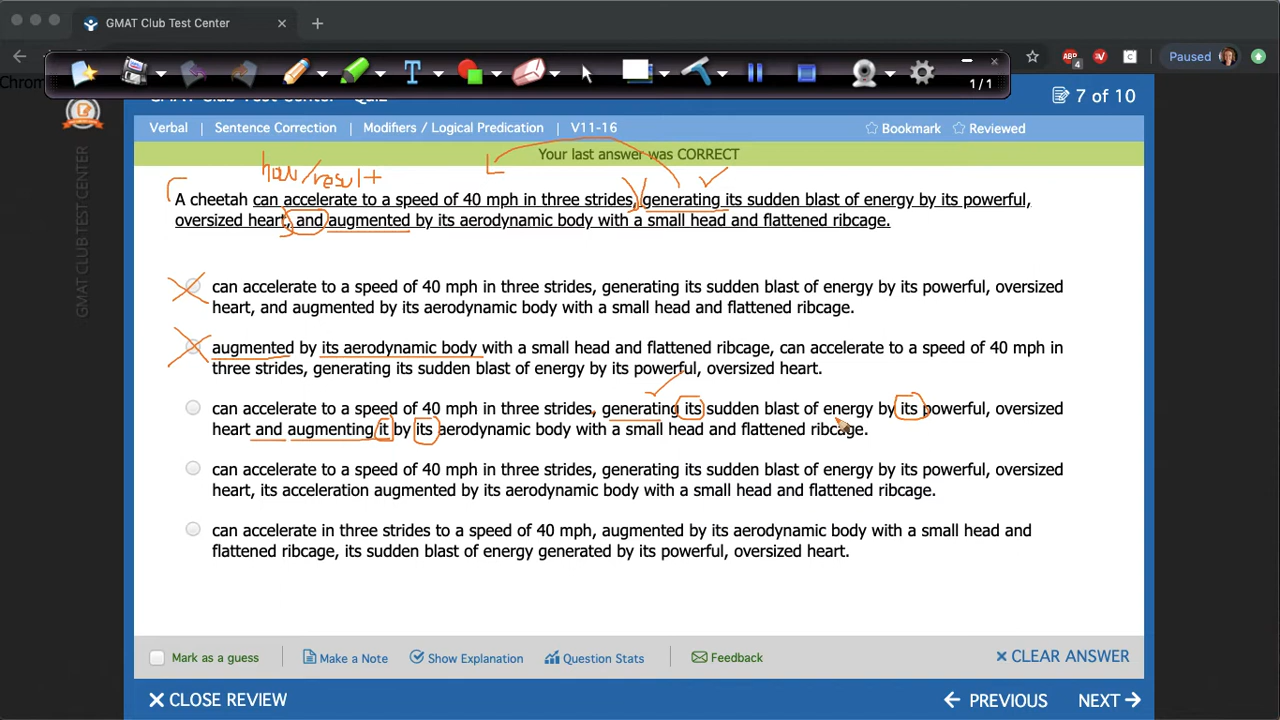 GMAT Club Test Center
Paused
4
Chrom
T
1/1
GMAT Club Test Center Quiz
7 of 10
Verbal | Sentence Correction | Modifiers / Logical Predication | V11-16
Bookmark Reviewed
Your last answer was CORRECT
how/result
A cheetah can accelerate to a speed of 40 mph in three strides, generating its sudden blast of energy by its powerful,
oversized heart, and augmented by its aerodynamic body with a small head and flattened ribcage.
can accelerate to a speed of 40 mph in three strides, generating its sudden blast of energy by its powerful, oversized
heart, and augmented by its aerodynamic body with a small head and flattened ribcage.
augmented by its aerodynamic body with a small head and flattened ribcage, can accelerate to a speed of 40 mph in
three strides, generating its sudden blast of energy by its powerful, oversized heart.
can accelerate to a speed of 40 mph in three strides, generating its sudden blast of energy by its powerful, oversized
heart and augmenting it by its aerodynamic body with a small head and flattened ribcage.
can accelerate to a speed of 40 mph in three strides, generating its sudden blast of energy by its powerful, oversized
heart, its acceleration augmented by its aerodynamic body with a small head and flattened ribcage.
can accelerate in three strides to a speed of 40 mph, augmented by its aerodynamic body with a small head and
flattened ribcage, its sudden blast of energy generated by its powerful, oversized heart.
GMAT CLUB TEST CENTER
Mark as a guess
Make a Note
Show Explanation
Question Stats
Feedback
CLEAR ANSWER
CLOSE REVIEW
PREVIOUS
NEXT